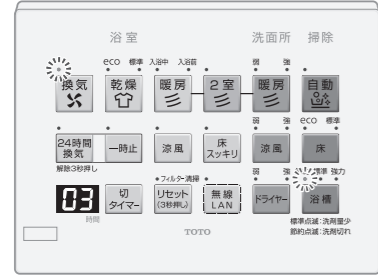 浴室 洗面所 掃除
eco 標準 入浴中 入浴前 弱 強
換気 乾燥 暖房 2室 暖房 自動
弱 強 eco 標準
24時間換気 一時止 涼風 床スッキリ 涼風 床
解除3秒押し
●フィルター清掃 弱 強 標準 強力
03 切タイマー リセット(3秒押し) 無線LAN ドライヤー 浴槽
時間
標準点滅:洗剤量少
節約点滅:洗剤切れ
TOTO